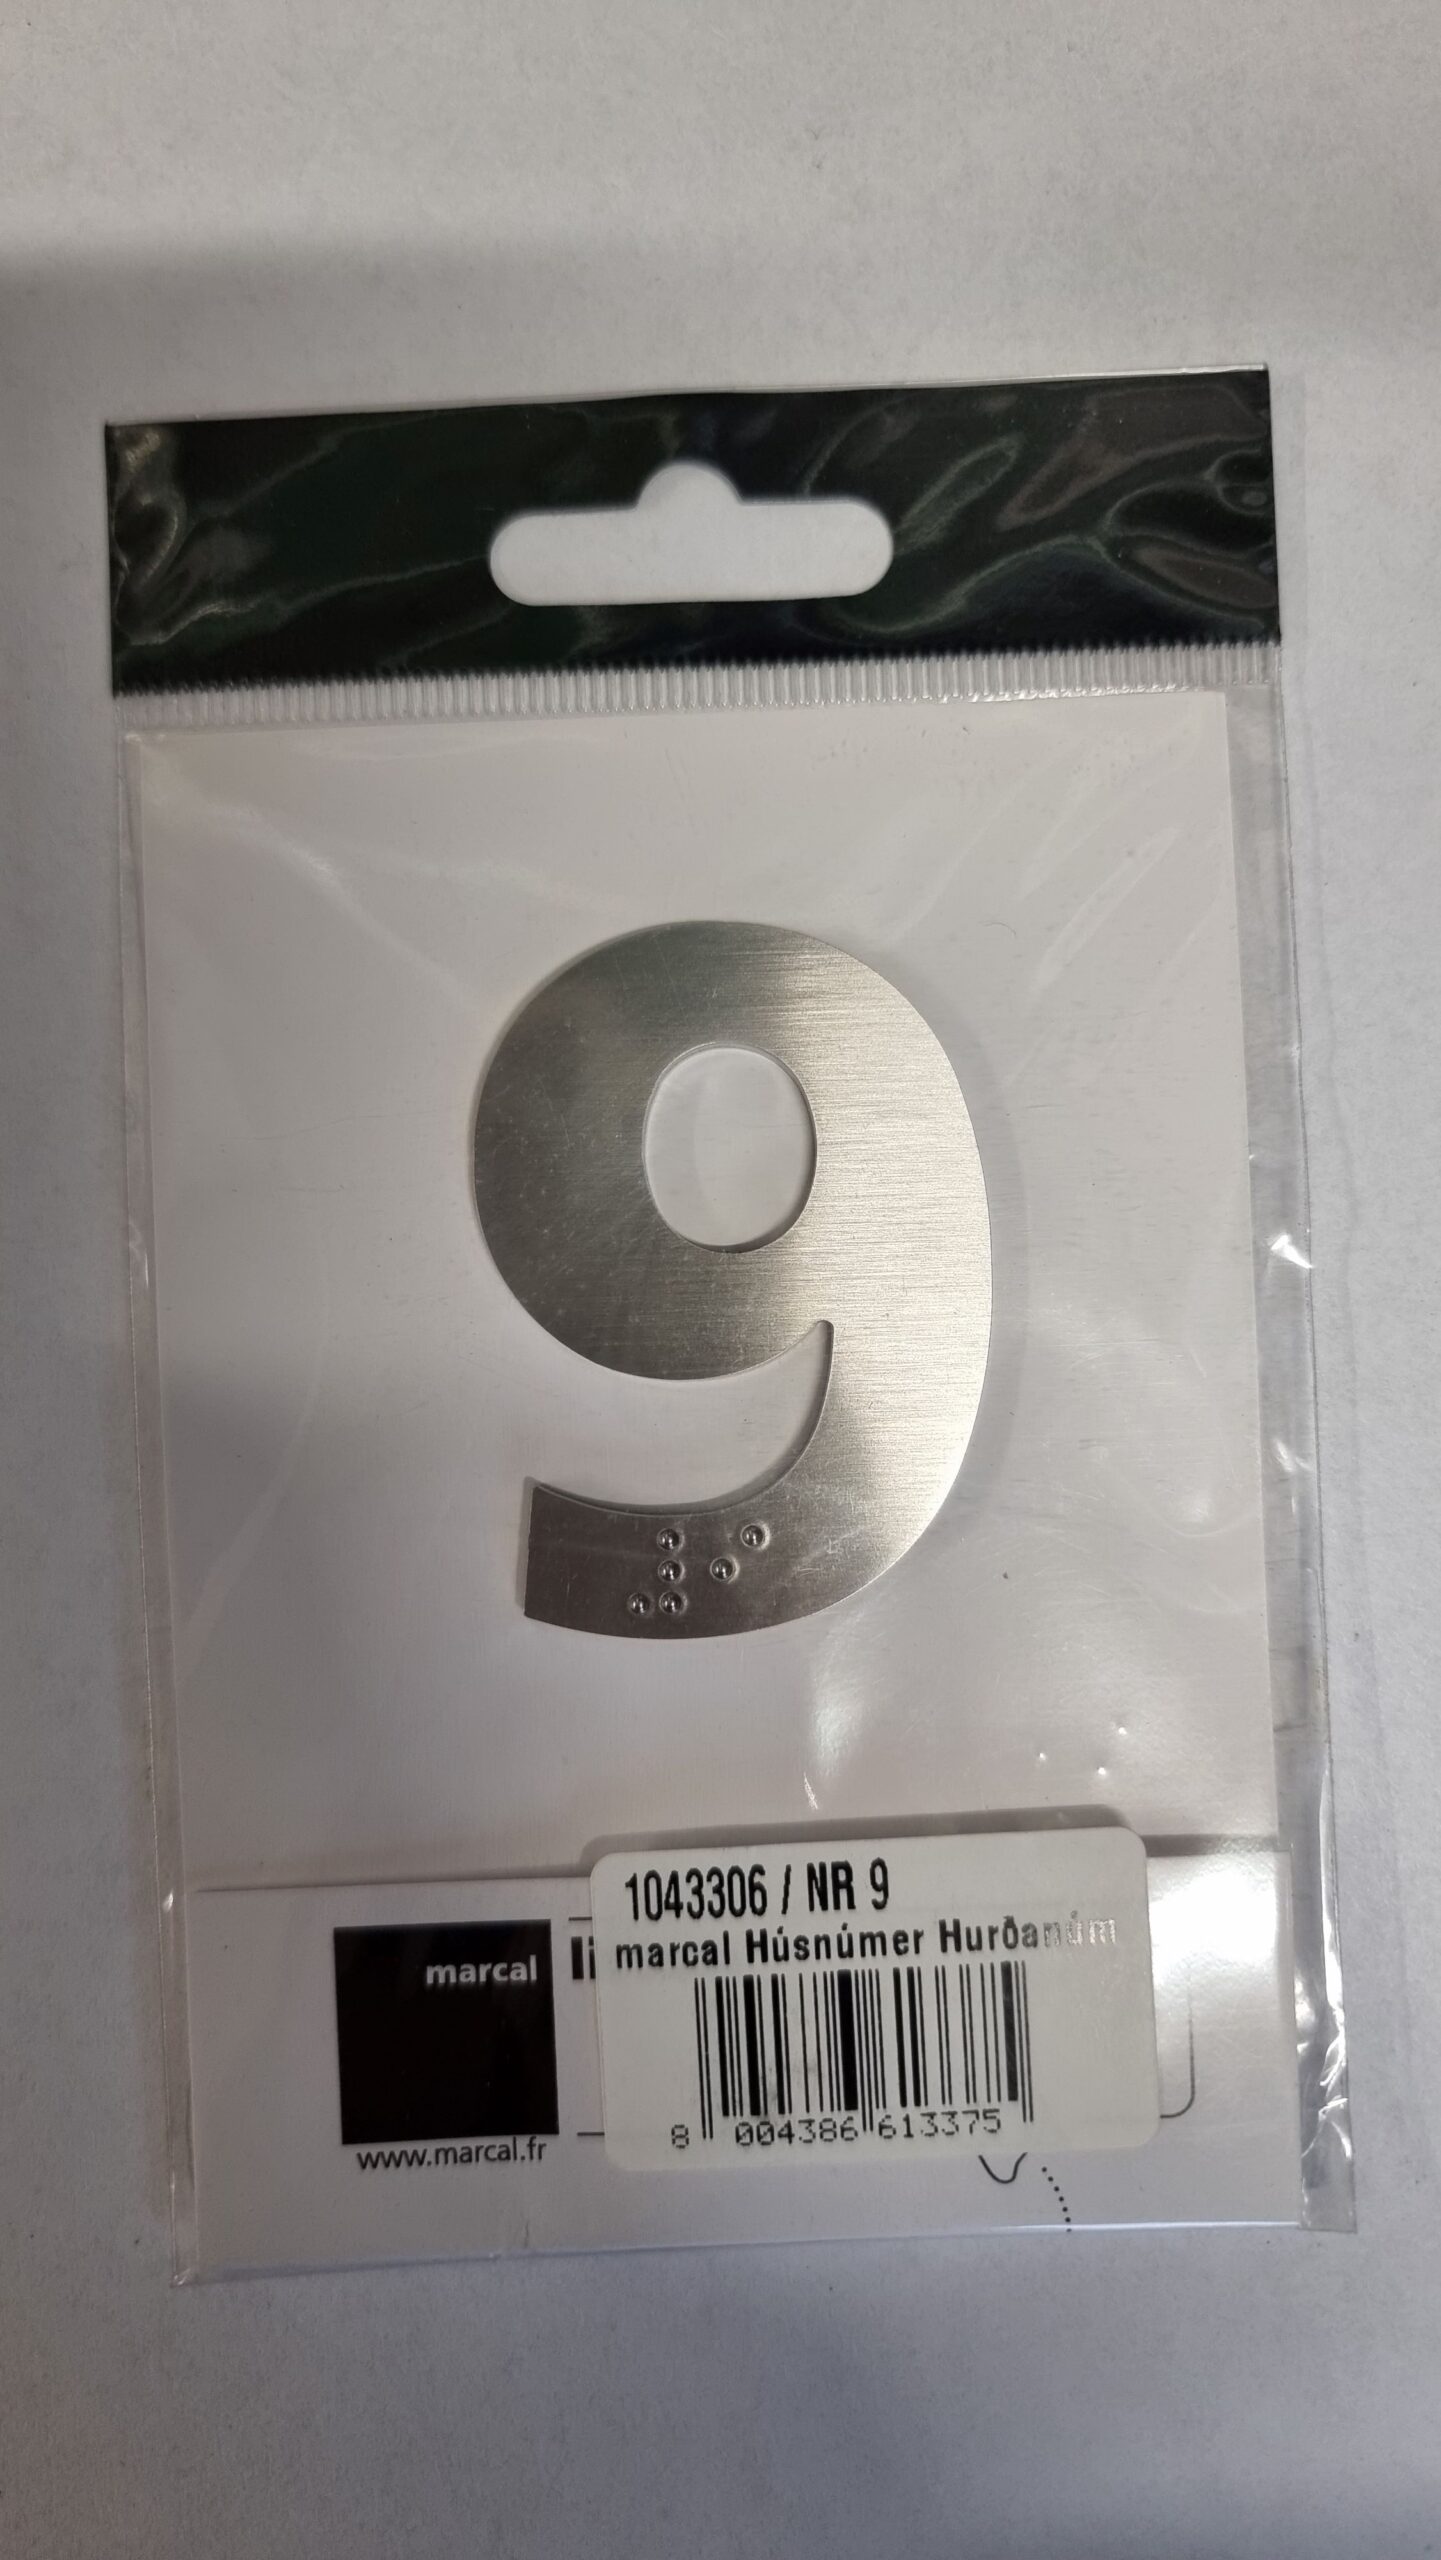 9
⠼⠊
1043306 / NR 9
marcal Húsnúmer Hurðanúm
8 004386 613375
marcal
www.marcal.fr